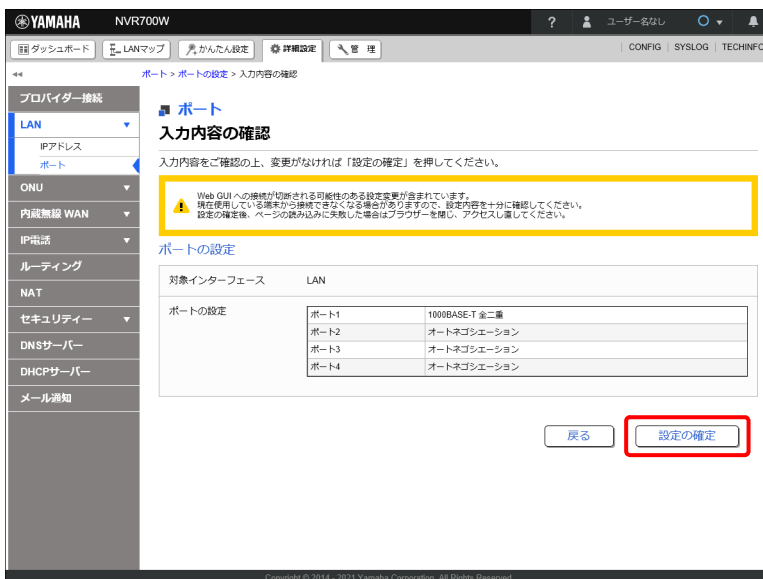 YAMAHA NVR700W ? ユーザー名なし
ダッシュボード LANマップ かんたん設定 詳細設定 管 理 CONFIG SYSLOG TECHINFO
ポート > ポートの設定 > 入力内容の確認
プロバイダー接続
LAN
IPアドレス
ポート
ONU
内蔵無線 WAN
IP電話
ルーティング
NAT
セキュリティー
DNSサーバー
DHCPサーバー
メール通知
ポート
入力内容の確認
入力内容をご確認の上、変更がなければ「設定の確定」を押してください。
Web GUI への接続が切断される可能性のある設定変更が含まれています。
現在使用している端末から接続できなくなる場合がありますので、設定内容を十分に確認してください。
設定の確定後、ページの読み込みに失敗した場合はブラウザーを閉じ、アクセスし直してください。
ポートの設定
対象インターフェース LAN
ポートの設定
ポート1 1000BASE-T 全二重
ポート2 オートネゴシエーション
ポート3 オートネゴシエーション
ポート4 オートネゴシエーション
戻る 設定の確定
Copyright © 2014 - 2021 Yamaha Corporation. All Rights Reserved.